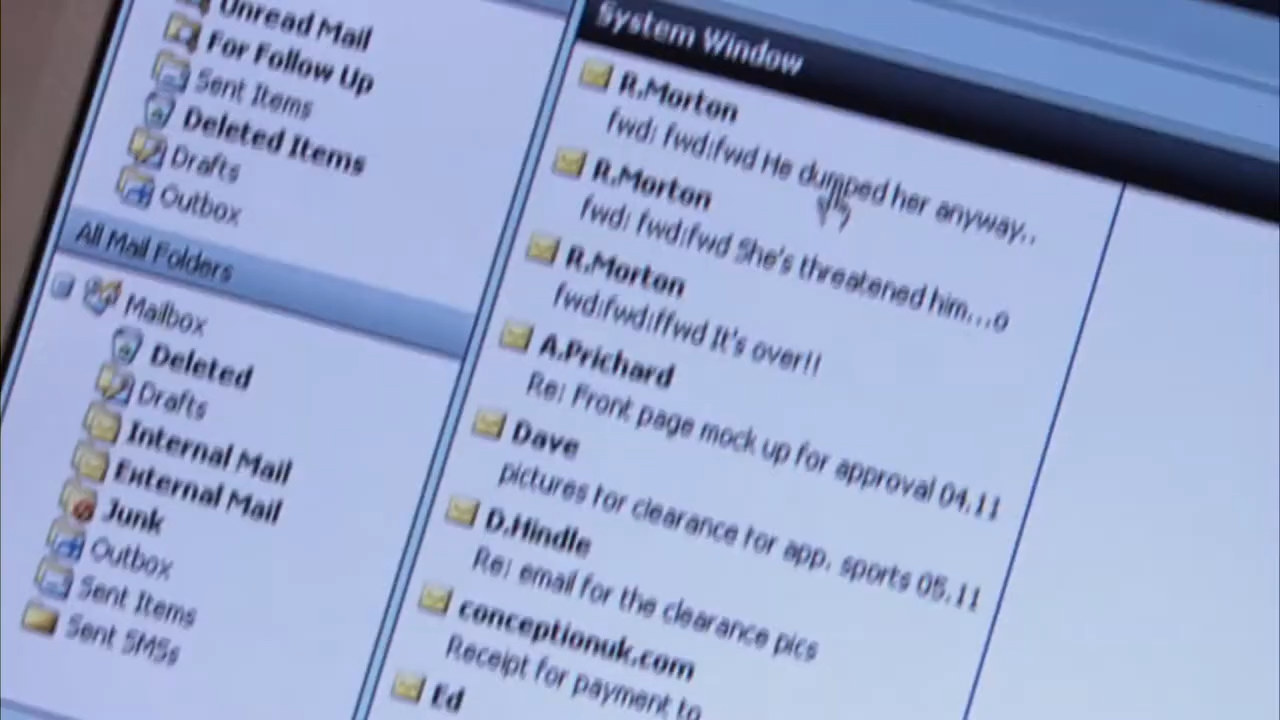 Unread Mail
For Follow Up
Sent Items
Deleted Items
Drafts
Outbox
All Mail Folders
Mailbox
Deleted
Drafts
Internal Mail
External Mail
Junk
Outbox
Sent Items
Sent SMSs
System Window
R.Morton
fwd: fwd:fwd He dumped her anyway..
R.Morton
fwd: fwd:fwd She's threatened him...o
R.Morton
fwd:fwd:ffwd It's over!!
A.Prichard
Re: Front page mock up for approval 04.11
Dave
pictures for clearance for app. sports 05.11
D.Hindle
Re: email for the clearance pics
conceptionuk.com
Receipt for payment to
Ed